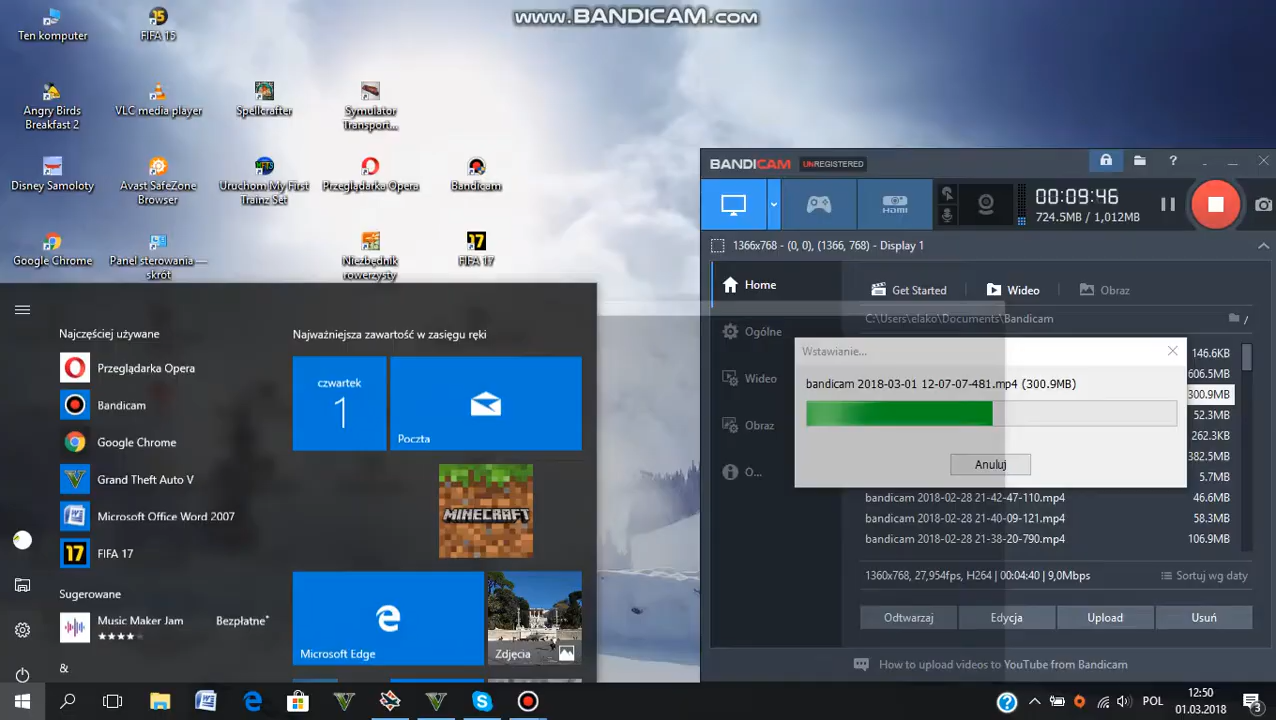 www.BANDICAM.com
Ten komputer
FIFA 15
Angry Birds
Breakfast 2
VLC media player
Spellcrafter
Symulator
Transport...
Disney Samoloty
Avast SafeZone
Browser
Uruchom My First
Trainz Set
Przeglądarka Opera
Bandicam
Google Chrome
Panel sterowania —
skrót
Niezbędnik
rowerzysty
FIFA 17
BANDICAM UNREGISTERED
00:09:46
724.5MB / 1,012MB
HDMI
1366x768 - (0, 0), (1366, 768) - Display 1
Home
Ogólne
Wideo
Obraz
O...
Get Started
Video
Obraz
C:\Users\elako\Documents\Bandicam
146.6KB
606.5MB
300.9MB
52.3MB
262.3KB
382.5MB
5.7MB
bandicam 2018-02-28 21-42-47-110.mp4 46.6MB
bandicam 2018-02-28 21-40-09-121.mp4 58.3MB
bandicam 2018-02-28 21-38-20-790.mp4 106.9MB
Wstawianie...
bandicam 2018-03-01 12-07-07-481.mp4 (300.9MB)
Anuluj
1360x768, 27,954fps, H264 | 00:04:40 | 9,0Mbps
Sortuj wg daty
Odtwarzaj
Edycja
Upload
Usuń
How to upload videos to YouTube from Bandicam
Najczęściej używane
Przeglądarka Opera
Bandicam
Google Chrome
Grand Theft Auto V
Microsoft Office Word 2007
FIFA 17
Sugerowane
Music Maker Jam Bezpłatne*
&
Najważniejsza zawartość w zasięgu ręki
czwartek
1
Poczta
MINECRAFT
Microsoft Edge
Zdjęcia
POL
12:50
01.03.2018
3